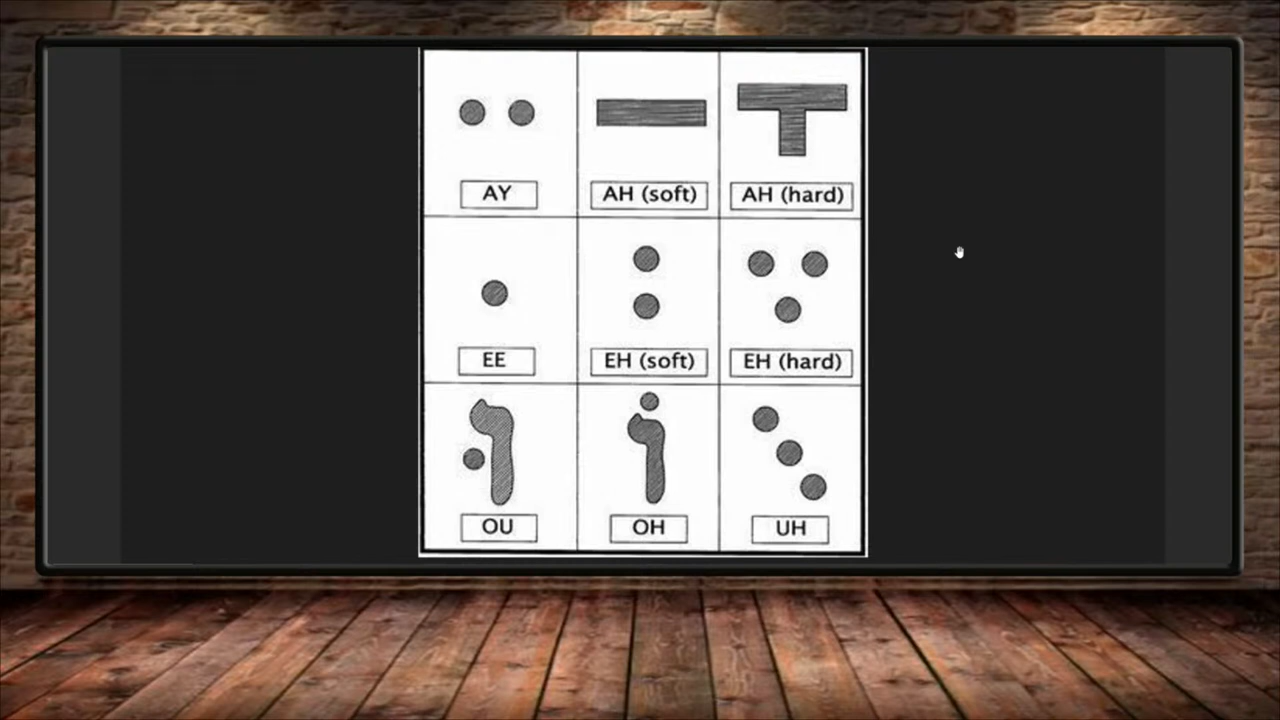 AY AH (soft) AH (hard)
EE EH (soft) EH (hard)
וּ וֹ
OU OH UH